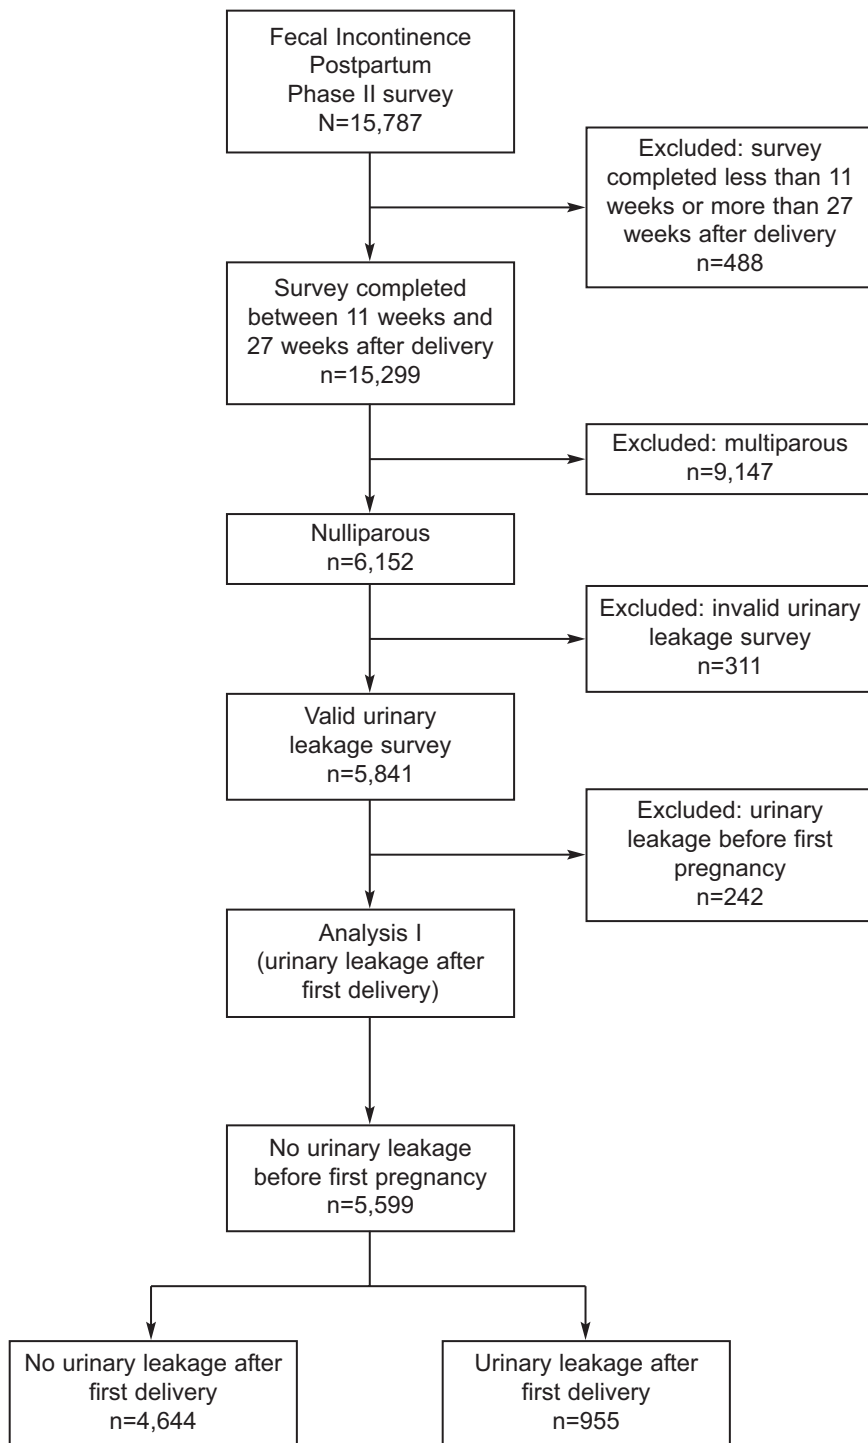 Fecal Incontinence
Postpartum
Phase II survey
N=15,787
Excluded: survey
completed less than 11
weeks or more than 27
weeks after delivery
n=488
Survey completed
between 11 weeks and
27 weeks after delivery
n=15,299
Excluded: multiparous
n=9,147
Nulliparous
n=6,152
Excluded: invalid urinary
leakage survey
n=311
Valid urinary
leakage survey
n=5,841
Excluded: urinary
leakage before first
pregnancy
n=242
Analysis I
(urinary leakage after
first delivery)
No urinary leakage
before first pregnancy
n=5,599
No urinary leakage after
first delivery
n=4,644
Urinary leakage after
first delivery
n=955